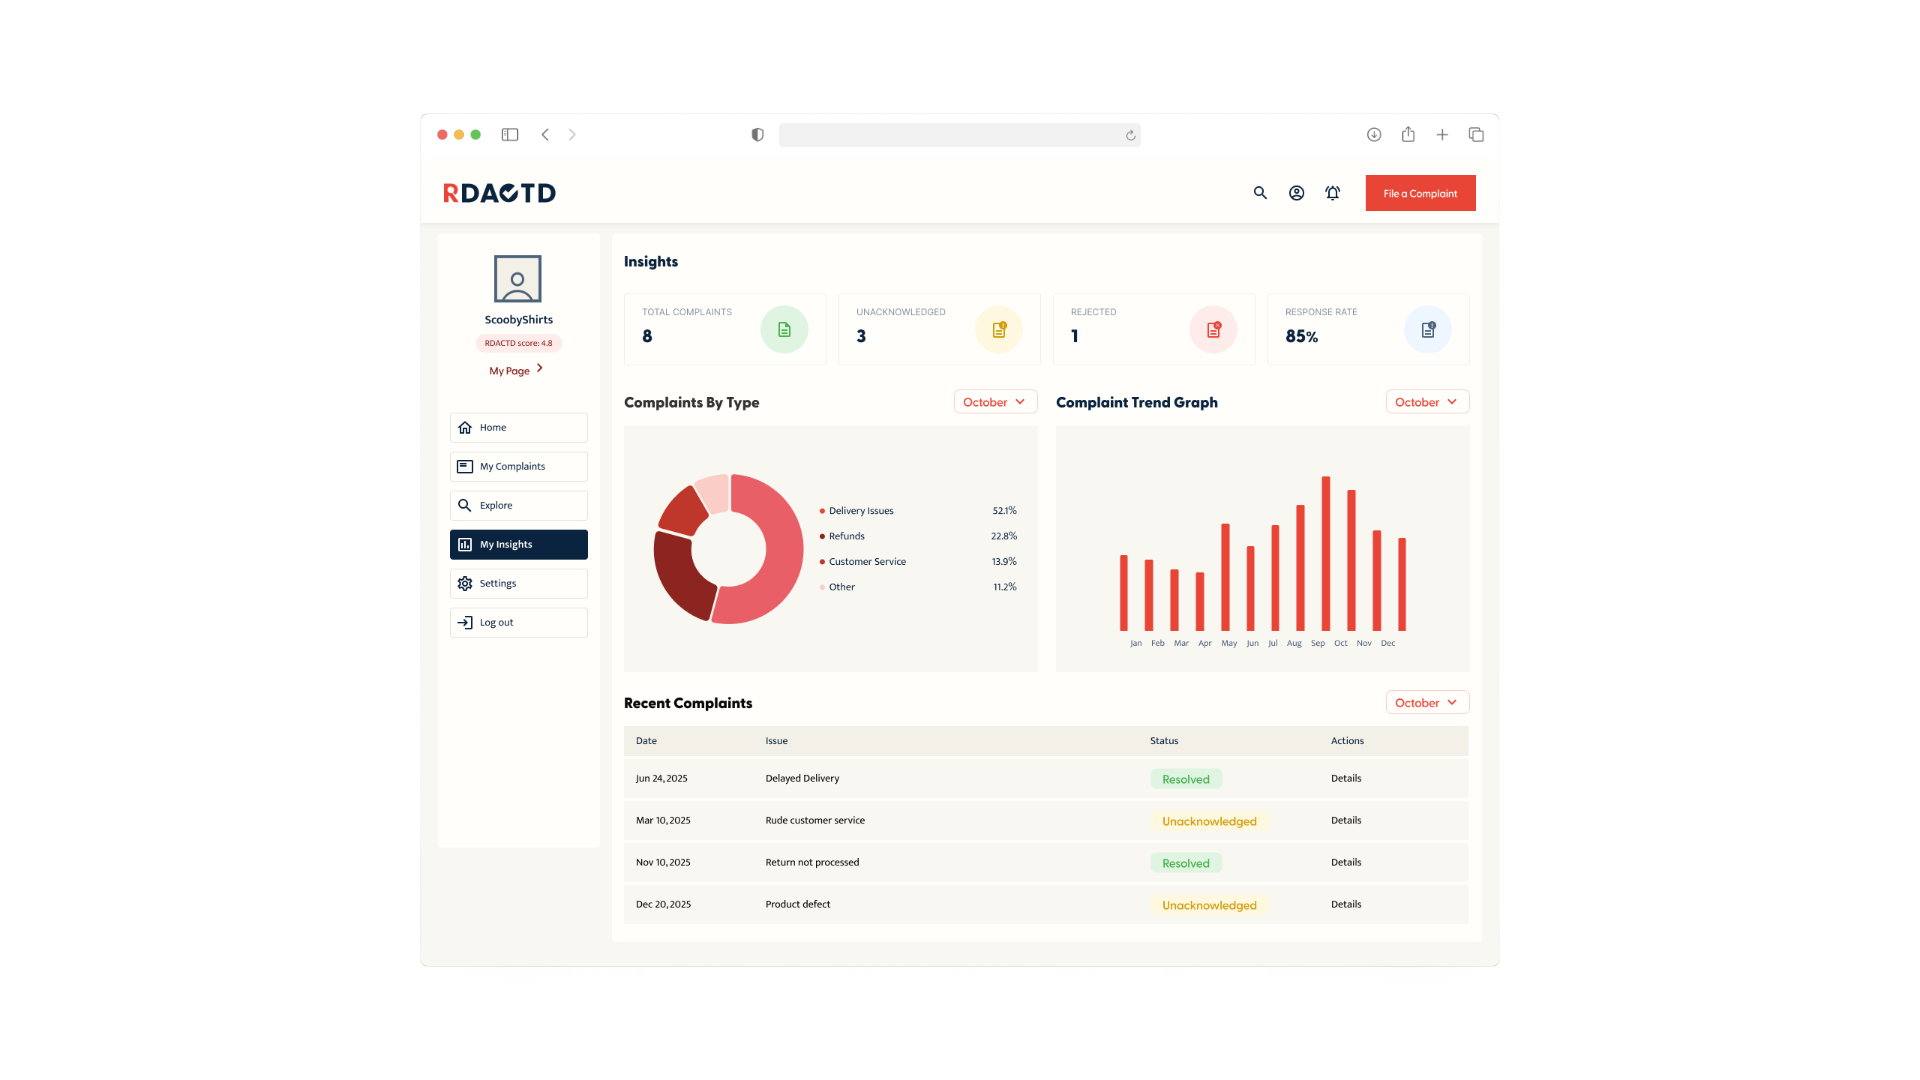 RDACTD
File a Complaint
ScoobyShirts
RDACTD score: 4.8
My Page
Home
My Complaints
Explore
My Insights
Settings
Log out
Insights
TOTAL COMPLAINTS
8
UNACKNOWLEDGED
3
REJECTED
1
RESPONSE RATE
85%
Complaints By Type
October
Delivery Issues 52.1%
Refunds 22.8%
Customer Service 13.9%
Other 11.2%
Complaint Trend Graph
October
Jan Feb Mar Apr May Jun Jul Aug Sep Oct Nov Dec
Recent Complaints
October
Date Issue Status Actions
Jun 24, 2025 Delayed Delivery Resolved Details
Mar 10, 2025 Rude customer service Unacknowledged Details
Nov 10, 2025 Return not processed Resolved Details
Dec 20, 2025 Product defect Unacknowledged Details